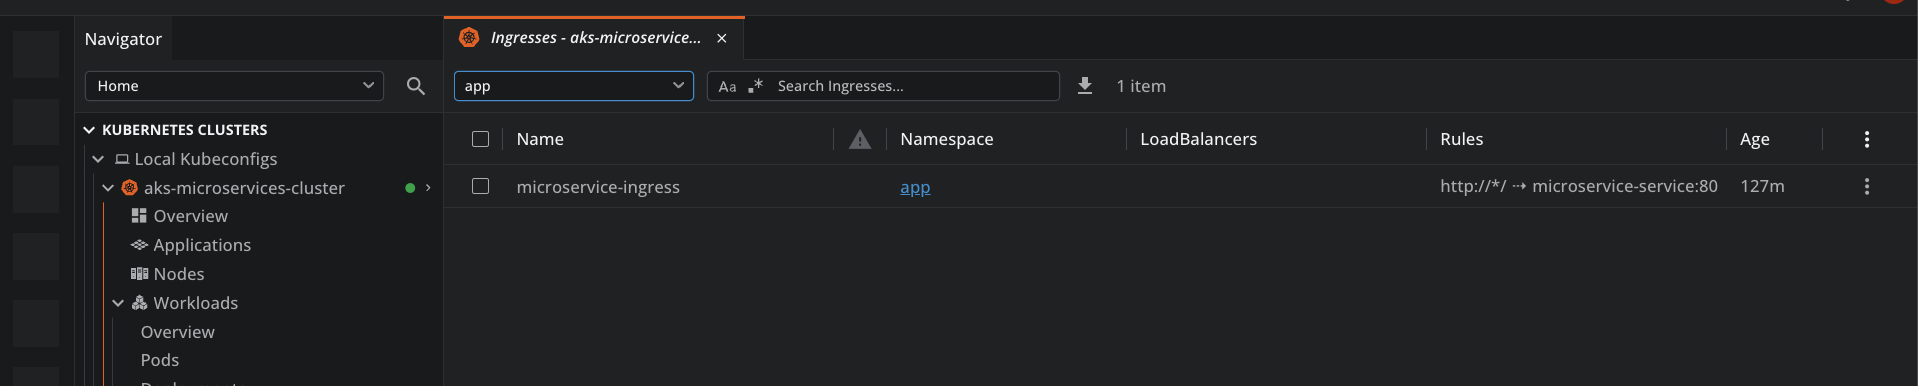 Navigator
Ingresses - aks-microservice...
Home
app
Aa .* Search Ingresses...
1 item
KUBERNETES CLUSTERS
Local Kubeconfigs
aks-microservices-cluster
Overview
Applications
Nodes
Workloads
Overview
Pods
Name Namespace LoadBalancers Rules Age
microservice-ingress app http://*/ ⇢ microservice-service:80 127m